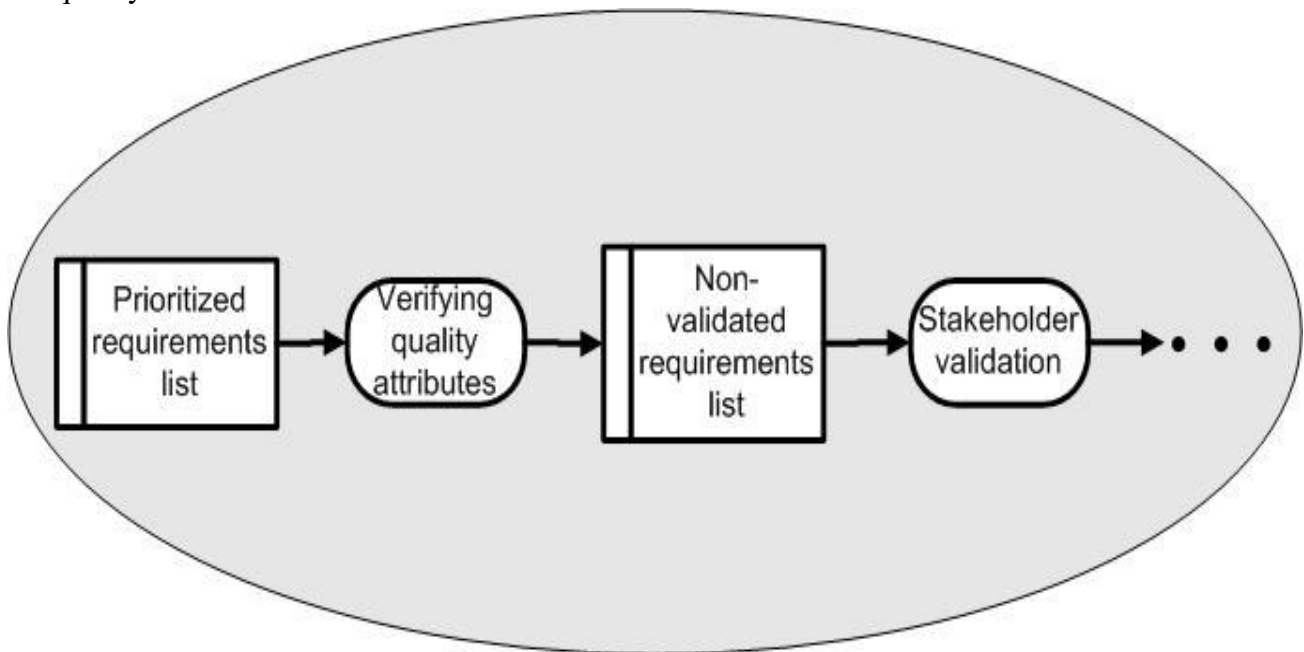 Prioritized
requirements
list
Verifying
quality
attributes
Non-
validated
requirements
list
Stakeholder
validation
• • •